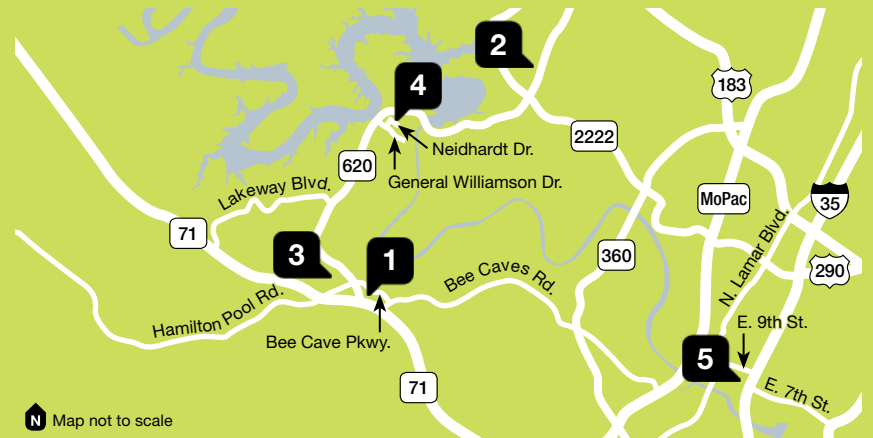 2
183
4
2222
Neidhardt Dr.
620
General Williamson Dr.
Lakeway Blvd.
MoPac
35
71
N. Lamar Blvd.
3
1
360
290
Bee Caves Rd.
Hamilton Pool Rd.
E. 9th St.
Bee Cave Pkwy.
5
71
E. 7th St.
N Map not to scale